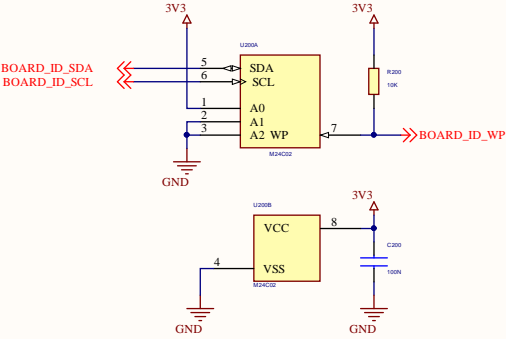 3V3
3V3
U200A
BOARD_ID_SDA
5
SDA
BOARD_ID_SCL
6
SCL
R200
10K
1
A0
2
A1
3
A2 WP
7
BOARD_ID_WP
M24C02
GND
3V3
U200B
VCC
8
C200
100N
4
VSS
M24C02
GND
GND